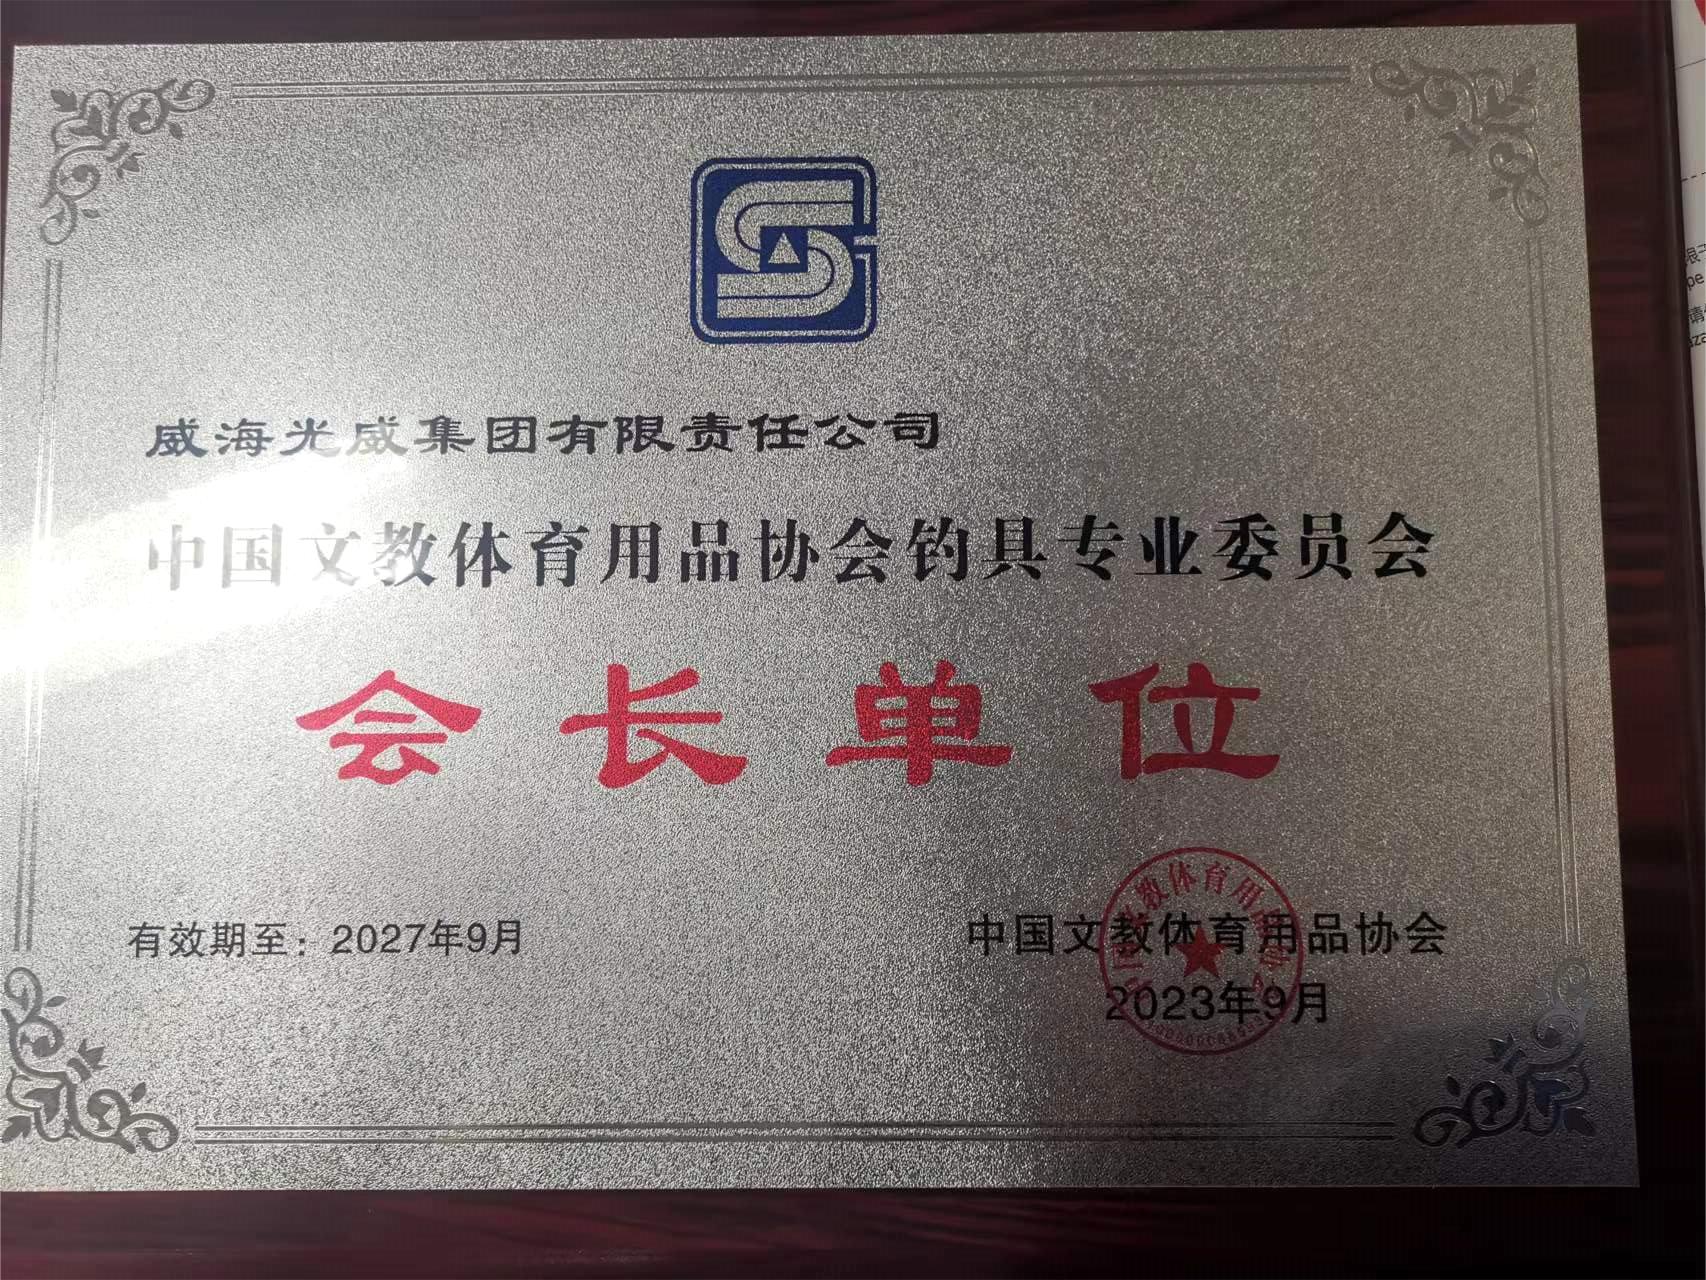 威海光威集团有限责任公司
中国文教体育用品协会钓具专业委员会
会长单位
有效期至：2027年9月
中国文教体育用品协会
2023年9月